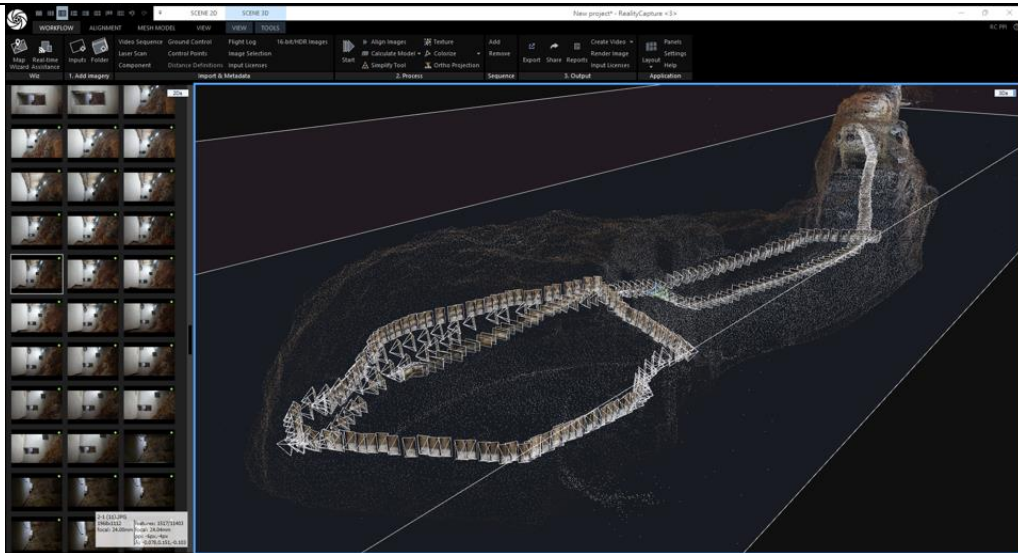 SCENE 2D SCENE 3D New project* - RealityCapture <3>
WORKFLOW ALIGNMENT MESH MODEL VIEW VIEW TOOLS
Video Sequence Ground Control Flight Log 16-bit/HDR Images Align Images Texture Add Create Video Panels
Map Wizard Real-time Assistance Inputs Folder Laser Scan Control Points Image Selection Start Calculate Model Colorize Remove Export Share Reports Render Image Layout Settings
Component Distance Definitions Input Licenses Simplify Tool Ortho Projection Input Licenses Help
Wiz 1. Add imagery Import & Metadata 2. Process Sequence 3. Output Application
2Ds
3Ds
1968x1112